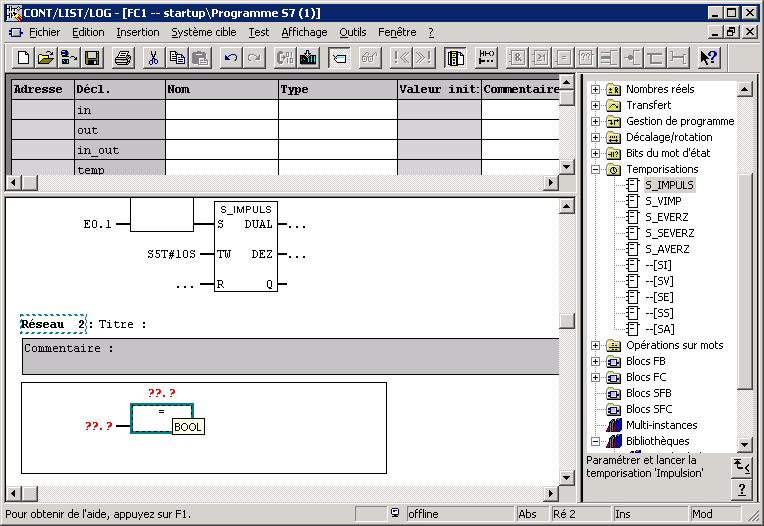 CONT/LIST/LOG - [FC1 -- startup\Programme S7 (1)]
Fichier Edition Insertion Système cible Test Affichage Outils Fenêtre ?
Adresse Décl. Nom Type Valeur init: Commentaire
in
out
in_out
temp
S_IMPULS
E0.1 S DUAL ...
S5T#10S TW DEZ ...
... R Q
Réseau 2 : Titre :
Commentaire :
??.?
=
??.?
BOOL
Nombres réels
Transfert
Gestion de programme
Décalage/rotation
Bits du mot d'état
Temporisations
S_IMPULS
S_VIMP
S_EVERZ
S_SEVERZ
S_AVERZ
--[SI]
--[SV]
--[SE]
--[SS]
--[SA]
Opérations sur mots
Blocs FB
Blocs FC
Blocs SFB
Blocs SFC
Multi-instances
Bibliothèques
Paramétrer et lancer la
temporisation 'Impulsion'
Pour obtenir de l'aide, appuyez sur F1. offline Abs Ré 2 Ins Mod